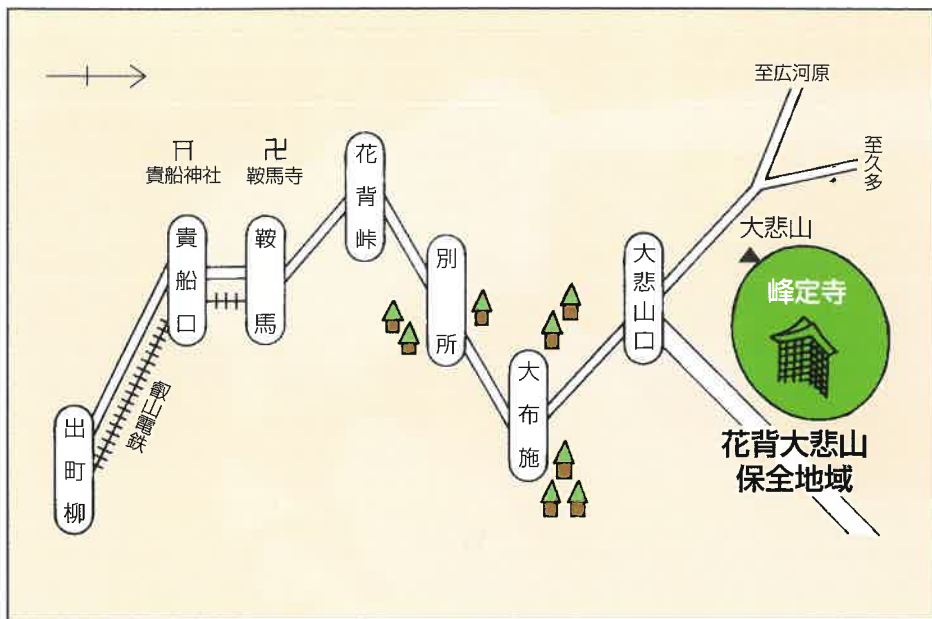 至広河原
至久多
貴船神社
鞍馬寺
花背峠
貴船口
鞍馬
別所
大悲山口
大悲山
峰定寺
叡山電鉄
大布施
出町柳
花背大悲山
保全地域